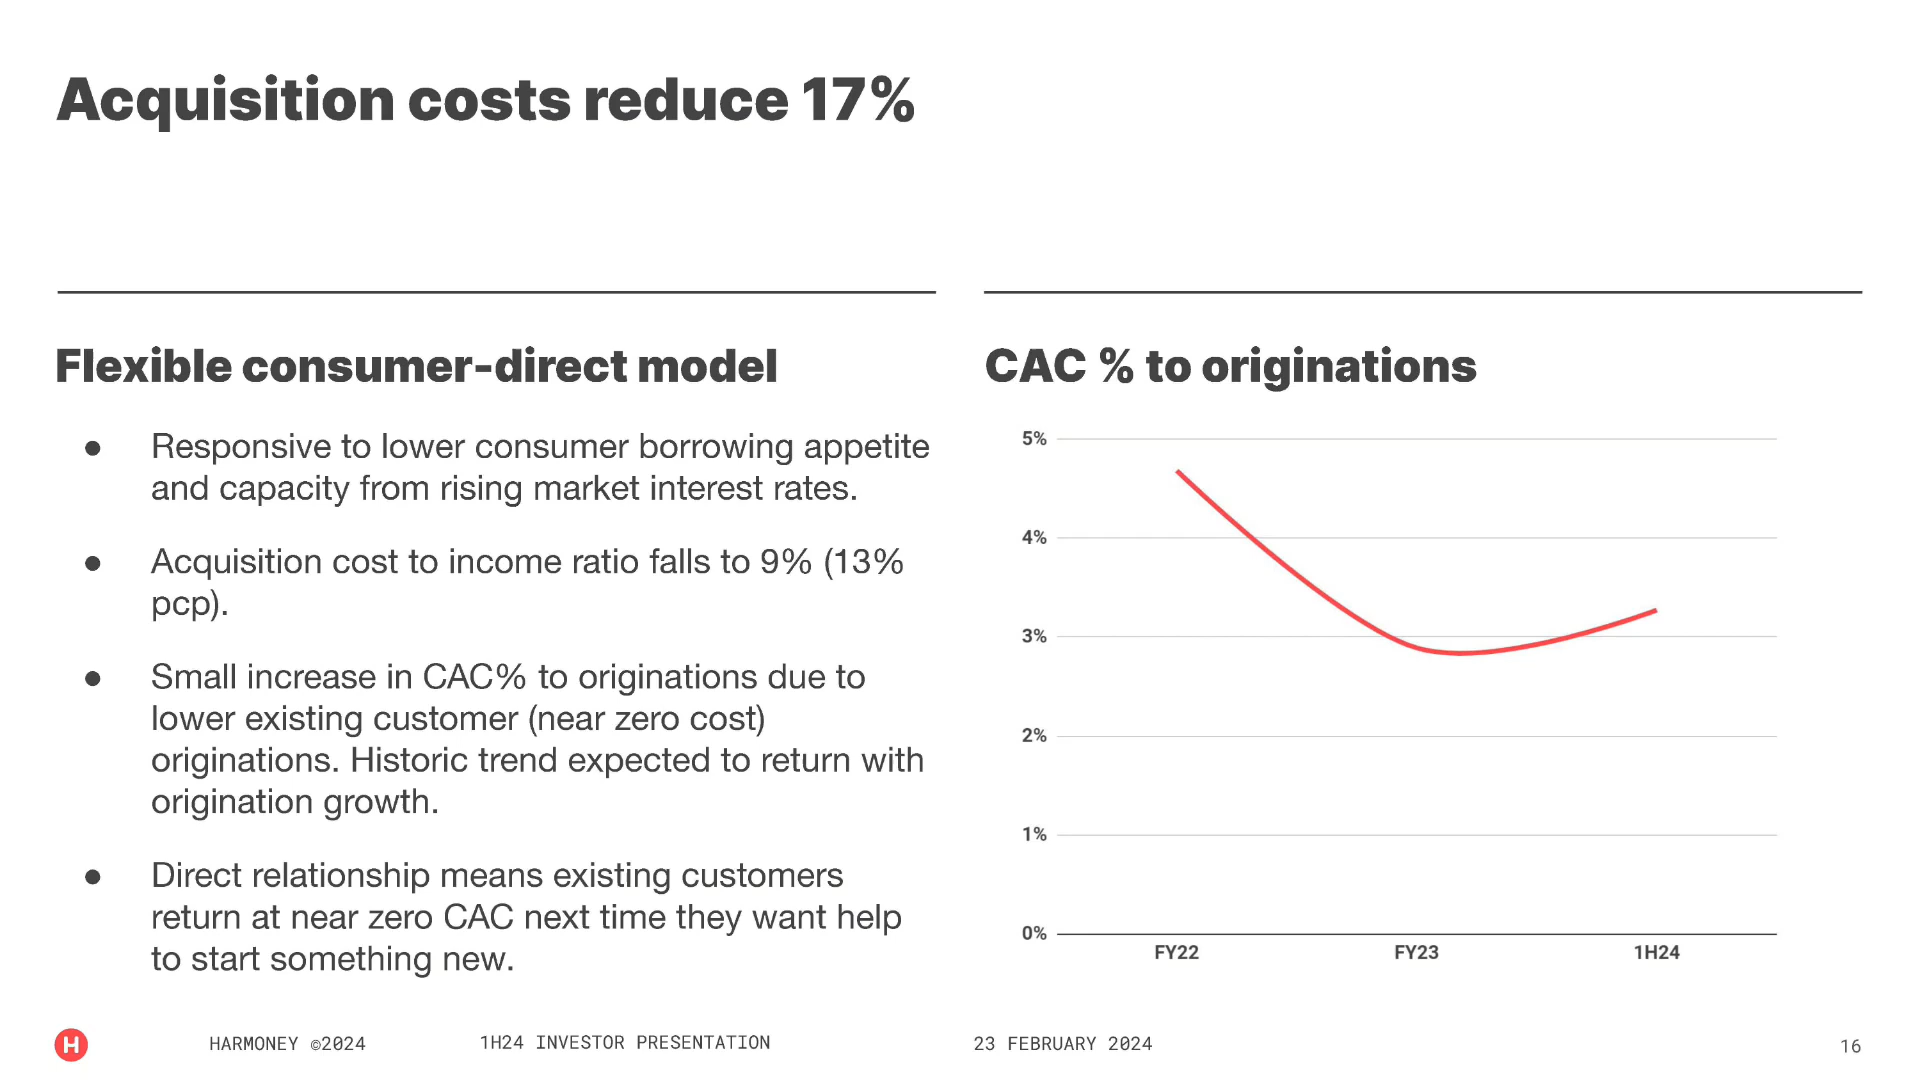 Acquisition costs reduce 17%
Flexible consumer-direct model
● Responsive to lower consumer borrowing appetite
and capacity from rising market interest rates.
● Acquisition cost to income ratio falls to 9% (13%
pcp).
● Small increase in CAC% to originations due to
lower existing customer (near zero cost)
originations. Historic trend expected to return with
origination growth.
● Direct relationship means existing customers
return at near zero CAC next time they want help
to start something new.
CAC % to originations
5%
4%
3%
2%
1%
0%
FY22 FY23 1H24
H HARMONEY ©2024 1H24 INVESTOR PRESENTATION 23 FEBRUARY 2024 16